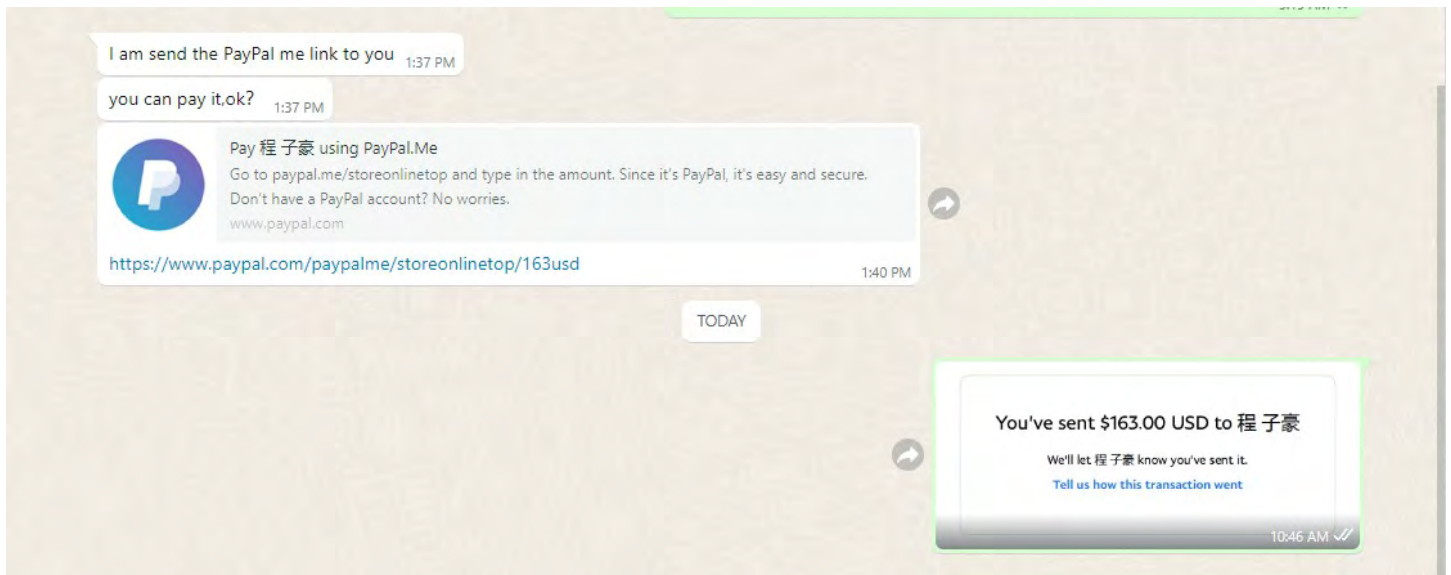 I am send the PayPal me link to you 1:37 PM
you can pay it,ok? 1:37 PM
Pay 程 子豪 using PayPal.Me
Go to paypal.me/storeonlinetop and type in the amount. Since it's PayPal, it's easy and secure.
Don't have a PayPal account? No worries.
www.paypal.com
https://www.paypal.com/paypalme/storeonlinetop/163usd 1:40 PM
TODAY
You've sent $163.00 USD to 程 子豪
We'll let 程 子豪 know you've sent it.
Tell us how this transaction went
10:46 AM